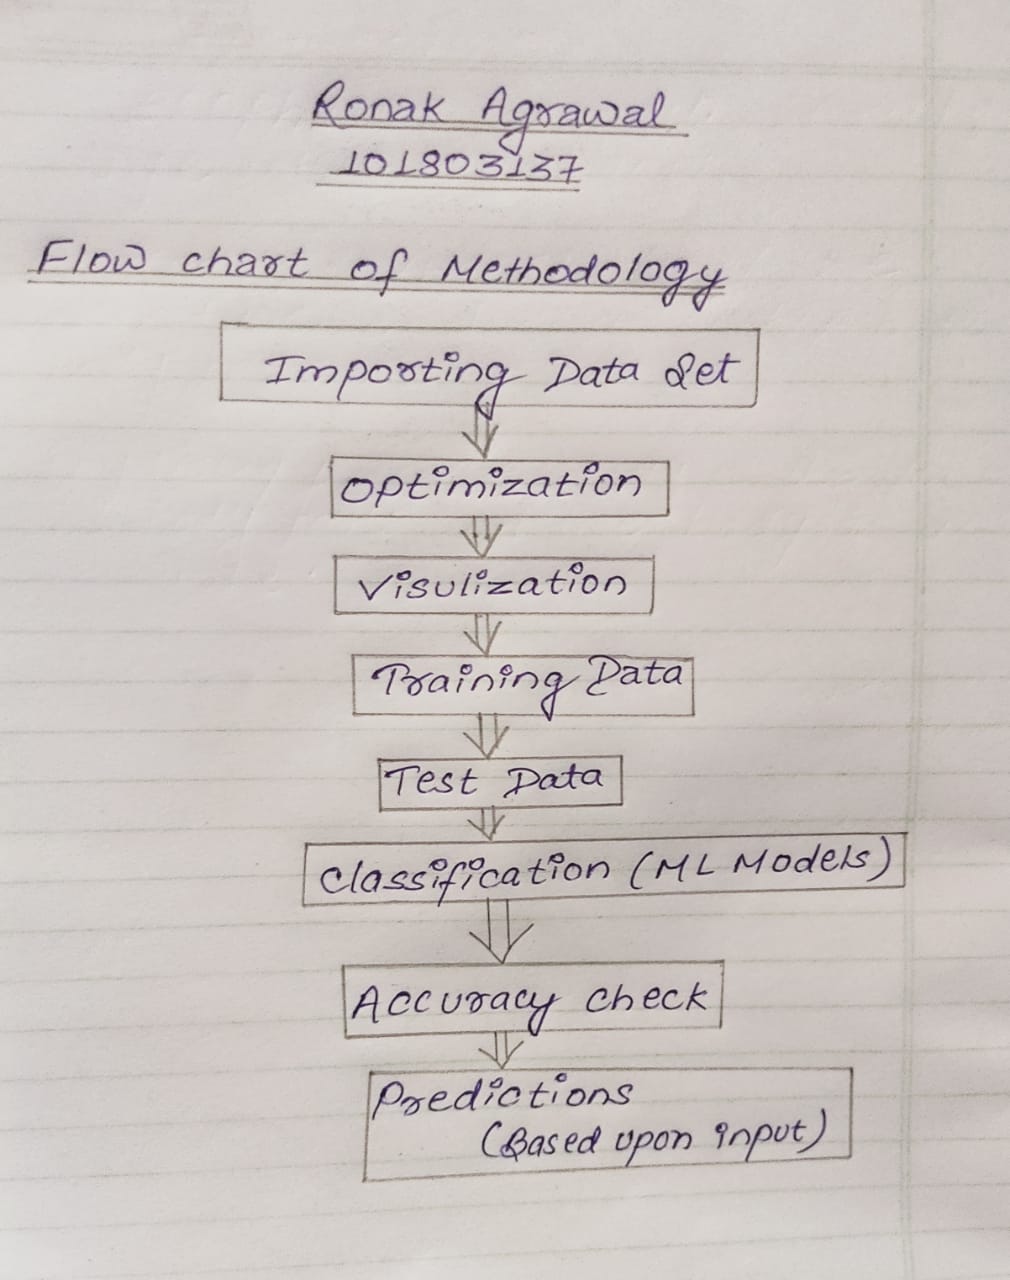 Ronak Agrawal
101803137
Flow chart of Methodology
Importing Data Set
Optimization
Visulization
Training Data
Test Data
Classification (ML Models)
Accuracy check
Predictions
(Based upon input)